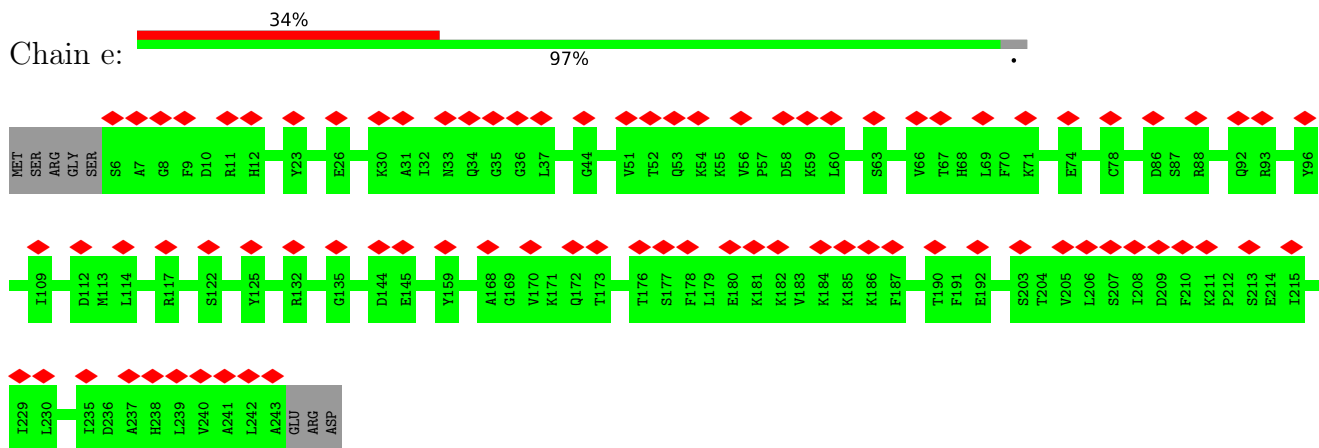 34%
Chain e:
97%
MET SER ARG GLY SER S6 A7 G8 F9 D10 R11 H12 Y23 E26 K30 A31 I32 N33 Q34 G35 G36 L37 G44 V51 T52 Q53 K54 K55 V56 P57 D58 K59 L60 S63 V66 T67 H68 L69 F70 K71 E74 C78 D86 S87 R88 Q92 R93 Y96
I109 D112 M113 L114 R117 S122 Y125 R132 G135 D144 E145 Y159 A168 G169 V170 K171 Q172 T173 T176 S177 F178 L179 E180 K181 K182 V183 K184 K185 K186 F187 T190 F191 E192 S203 T204 V205 L206 S207 I208 D209 F210 K211 P212 S213 E214 I215
I229 L230 I235 D236 A237 H238 L239 V240 A241 L242 A243 GLU ARG ASP